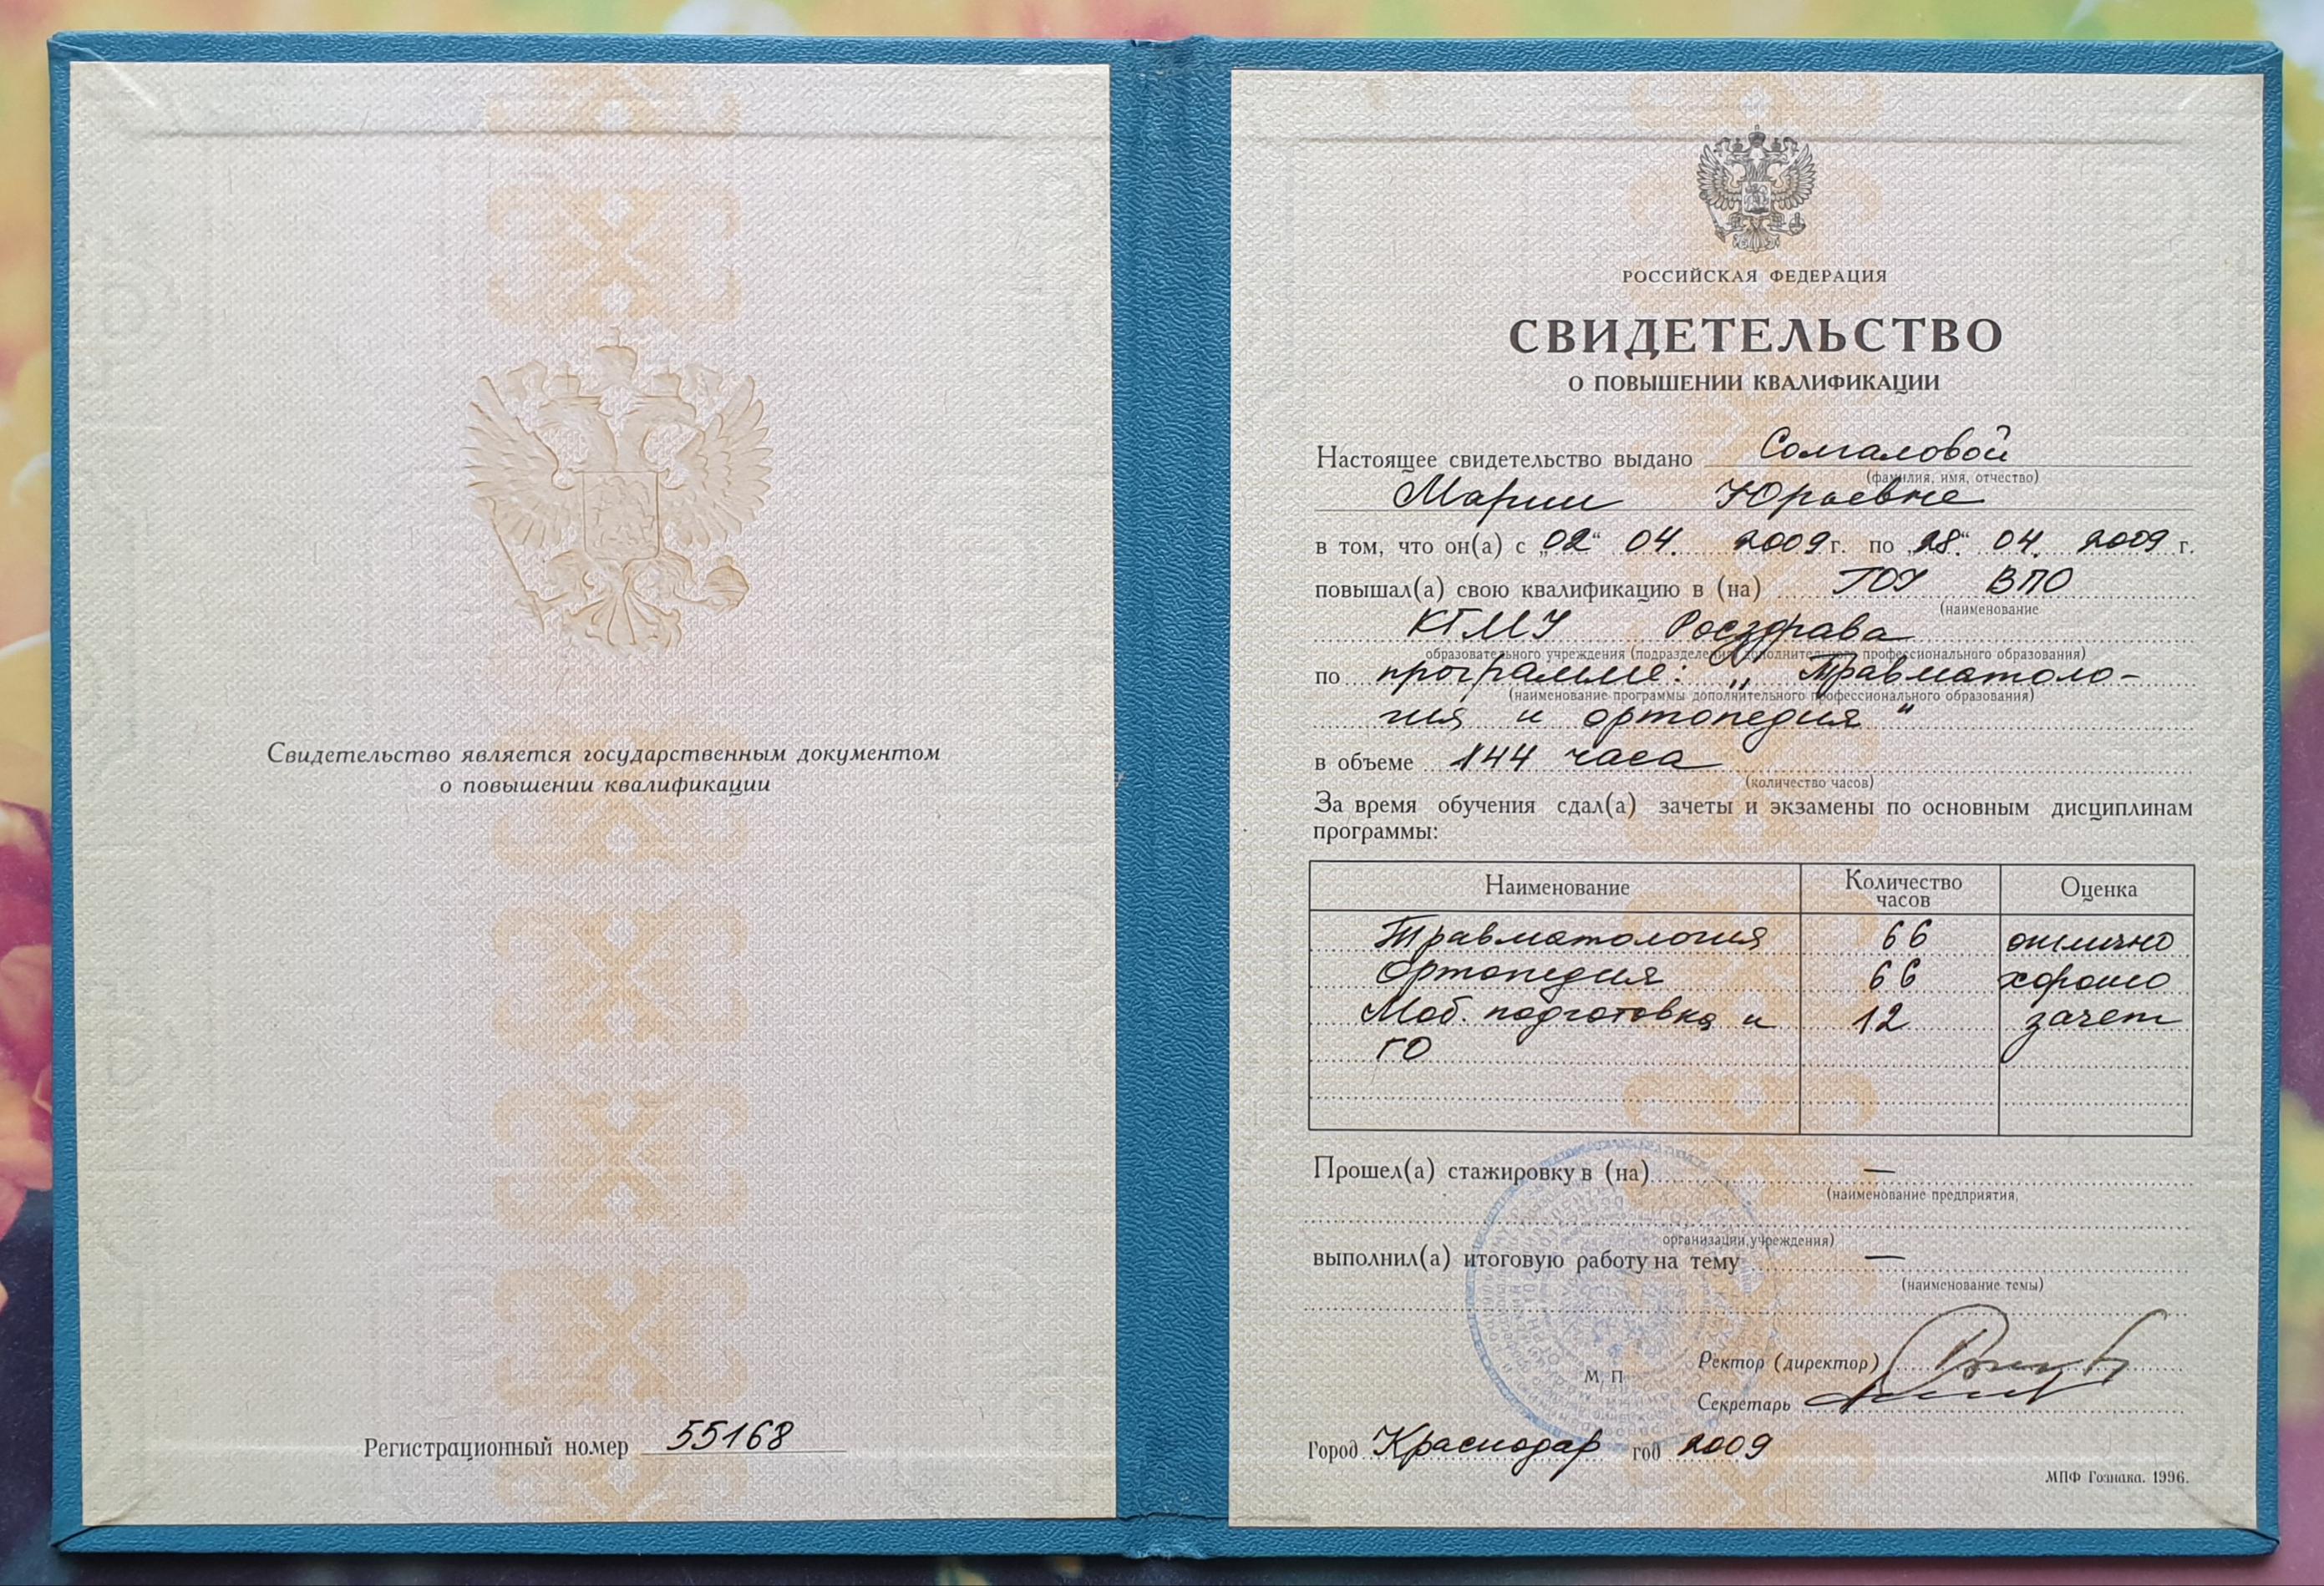 Свидетельство является государственным документом
о повышении квалификации
Регистрационный номер 55168
РОССИЙСКАЯ ФЕДЕРАЦИЯ
СВИДЕТЕЛЬСТВО
О ПОВЫШЕНИИ КВАЛИФИКАЦИИ
Настоящее свидетельство выдано Солгаловой
(фамилия, имя, отчество)
Марии Юрьевне
в том, что он(а) с „02“ 04. 2009 г. по „28“ 04. 2009 г.
повышал(а) свою квалификацию в (на) ГОУ ВПО
(наименование
КГМУ Росздрава
образовательного учреждения (подразделения) дополнительного профессионального образования)
по программе: „Травматоло-
(наименование программы дополнительного профессионального образования)
гия и ортопедия"
в объеме 144 часа
(количество часов)
За время обучения сдал(а) зачеты и экзамены по основным дисциплинам
программы:
Наименование Количество часов Оценка
Травматология 66 отлично
Ортопедия 66 хорошо
Моб. подготовка и 12 зачет
ГО
Прошел(а) стажировку в (на) —
(наименование предприятия,
организации, учреждения)
выполнил(а) итоговую работу на тему —
(наименование темы)
Ректор (директор)
М. П.
Секретарь
Город Краснодар год 2009
МПФ Гознака. 1996.